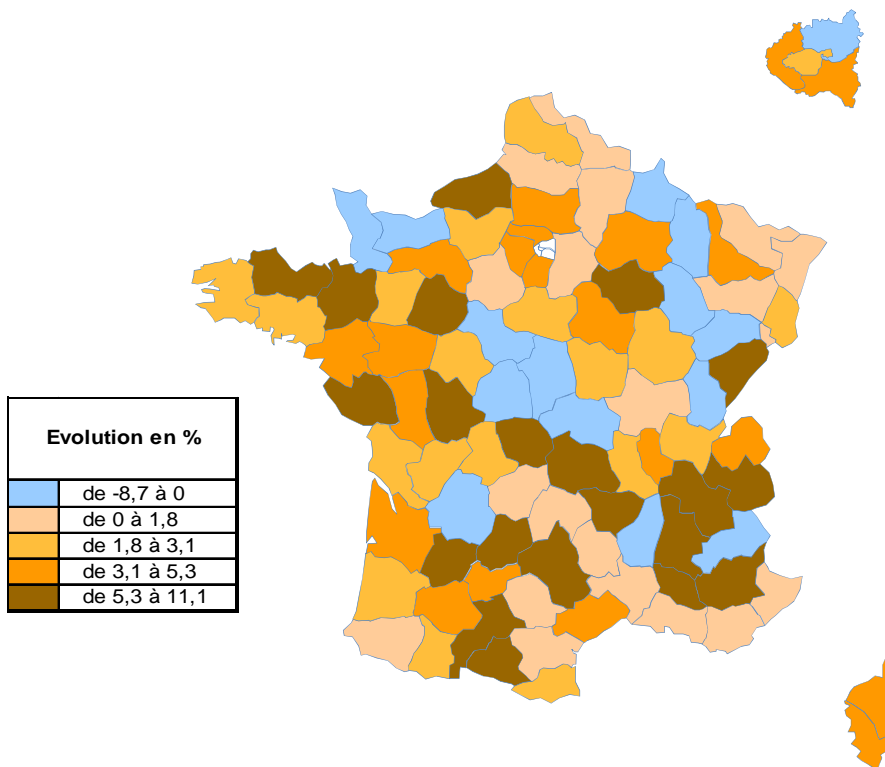 Evolution en %
de -8,7 à 0
de 0 à 1,8
de 1,8 à 3,1
de 3,1 à 5,3
de 5,3 à 11,1